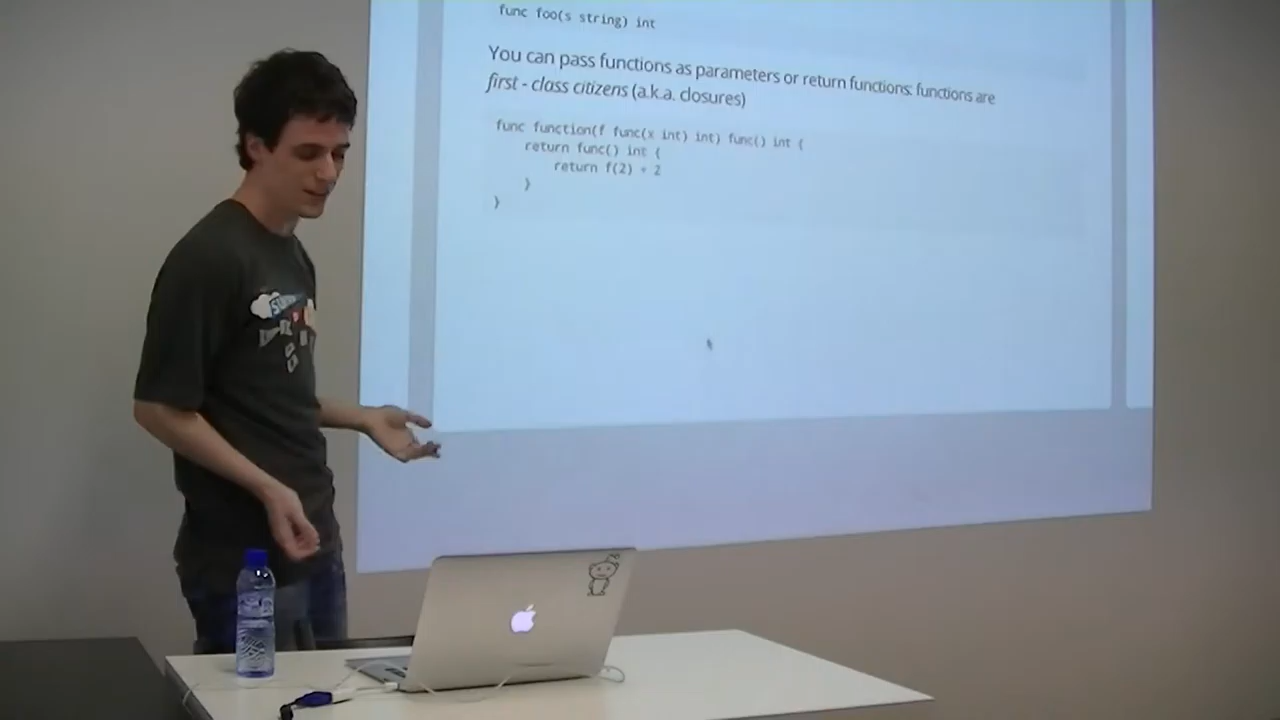 func foo(s string) int
You can pass functions as parameters or return functions: functions are
first - class citizens (a.k.a. closures)
func function(f func(x int) int) func() int {
return func() int {
return f(2) + 2
}
}